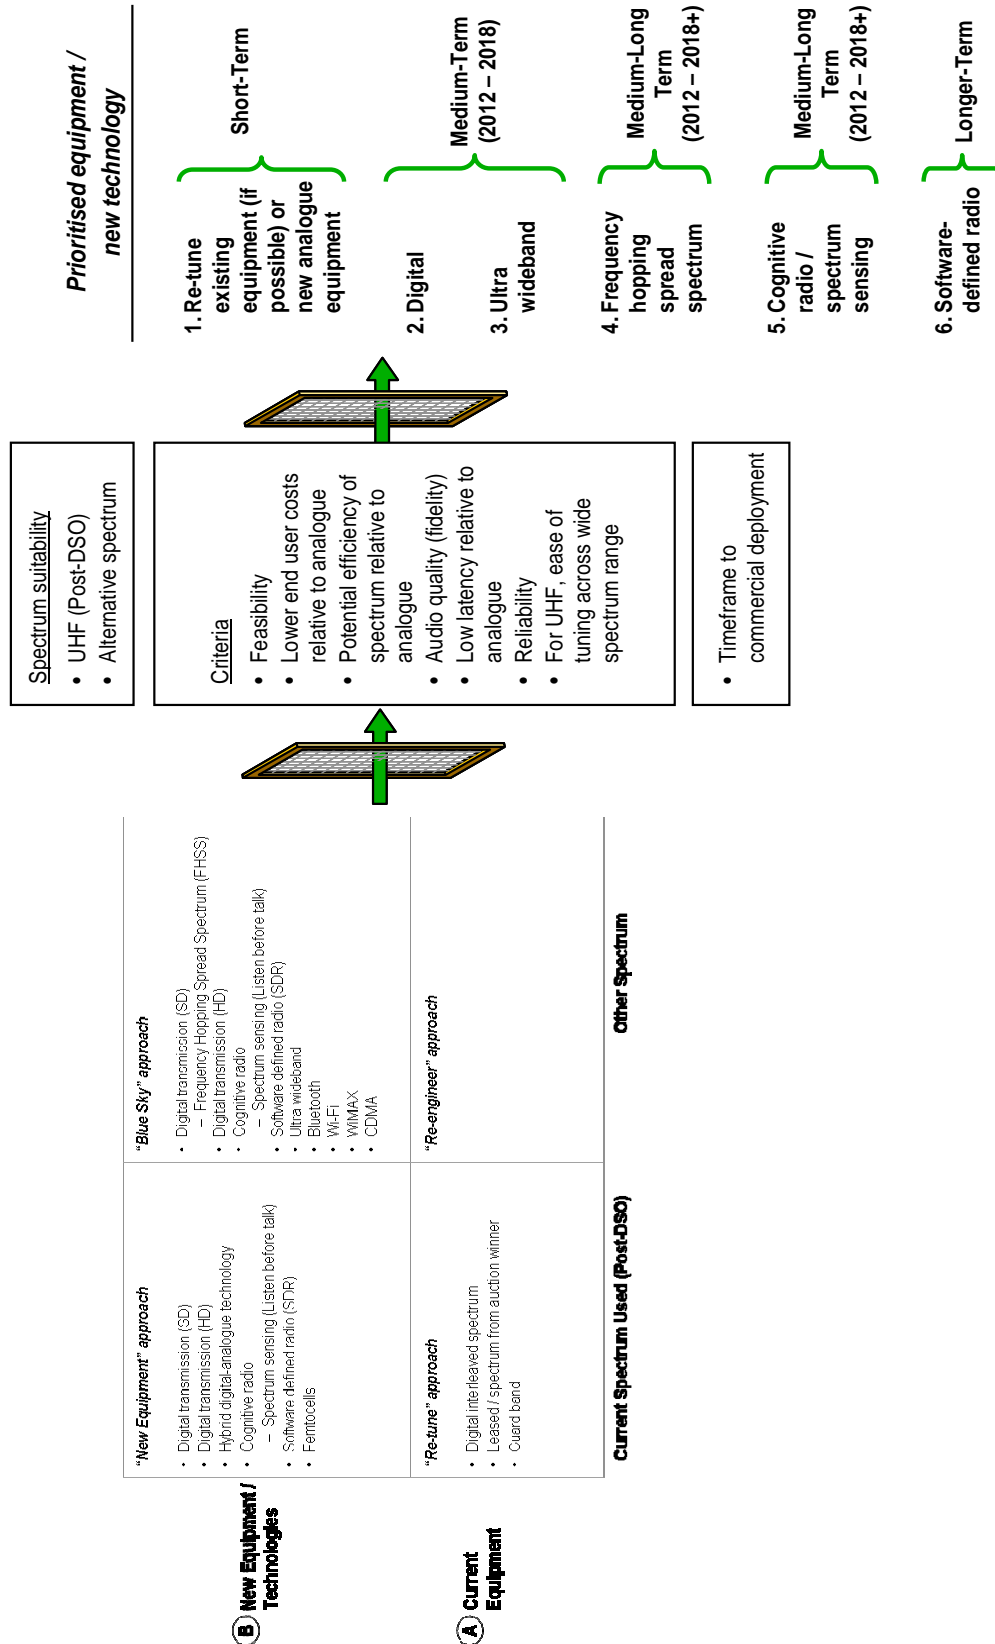 B New Equipment /
Technologies
A Current
Equipment
“New Equipment” approach
• Digital transmission (SD)
• Digital transmission (HD)
• Hybrid digital-analogue technology
• Cognitive radio
– Spectrum sensing (Listen before talk)
• Software defined radio (SDR)
• Femtocells
“Blue Sky” approach
• Digital transmission (SD)
– Frequency Hopping Spread Spectrum (FHSS)
• Digital transmission (HD)
• Cognitive radio
– Spectrum sensing (Listen before talk)
• Software defined radio (SDR)
• Ultra wideband
• Bluetooth
• Wi-Fi
• WiMAX
• CDMA
“Re-tune” approach
• Digital interleaved spectrum
• Leased / spectrum from auction winner
• Guard band
“Re-engineer” approach
Current Spectrum Used (Post-DSO)
Other Spectrum
Spectrum suitability
• UHF (Post-DSO)
• Alternative spectrum
Criteria
• Feasibility
• Lower end user costs
relative to analogue
• Potential efficiency of
spectrum relative to
analogue
• Audio quality (fidelity)
• Low latency relative to
analogue
• Reliability
• For UHF, ease of
tuning across wide
spectrum range
• Timeframe to
commercial deployment
Prioritised equipment /
new technology
1. Re-tune
existing
equipment (if
possible) or
new analogue
equipment
Short-Term
2. Digital
3. Ultra
wideband
Medium-Term
(2012 – 2018)
4. Frequency
hopping
spread
spectrum
Medium-Long
Term
(2012 – 2018+)
5. Cognitive
radio /
spectrum
sensing
Medium-Long
Term
(2012 – 2018+)
6. Software-
defined radio
Longer-Term